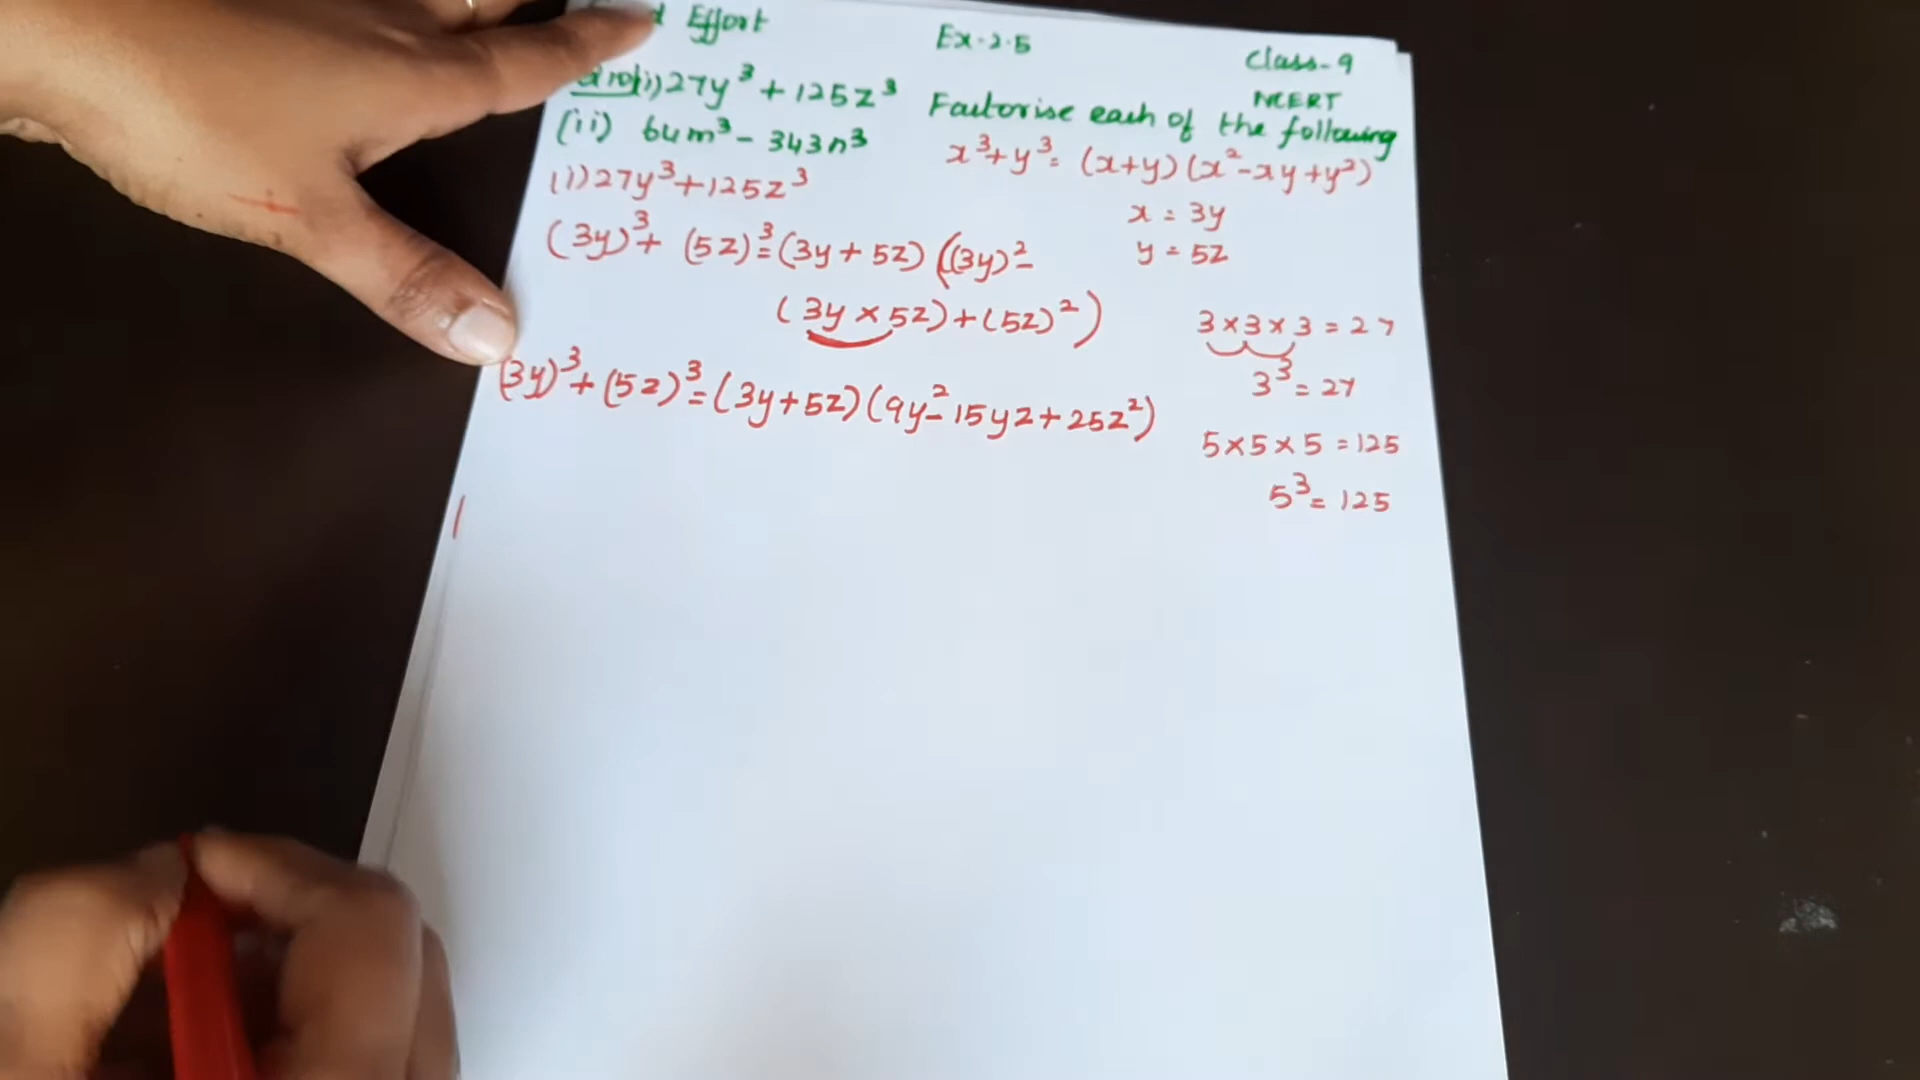 Effort Ex-2.5 Class-9
NCERT
(i) 27y³ + 125z³ Factorise each of the following
(ii) 64m³ - 343n³
x³+y³= (x+y) (x²-xy+y²)
(i) 27y³+125z³
x = 3y
y = 5z
(3y)³+ (5z)³=(3y+5z) ((3y)²-
(3y×5z)+(5z)²)
3×3×3=27
3³=27
(3y)³+(5z)³=(3y+5z)(9y²-15yz+25z²)
5×5×5=125
5³=125